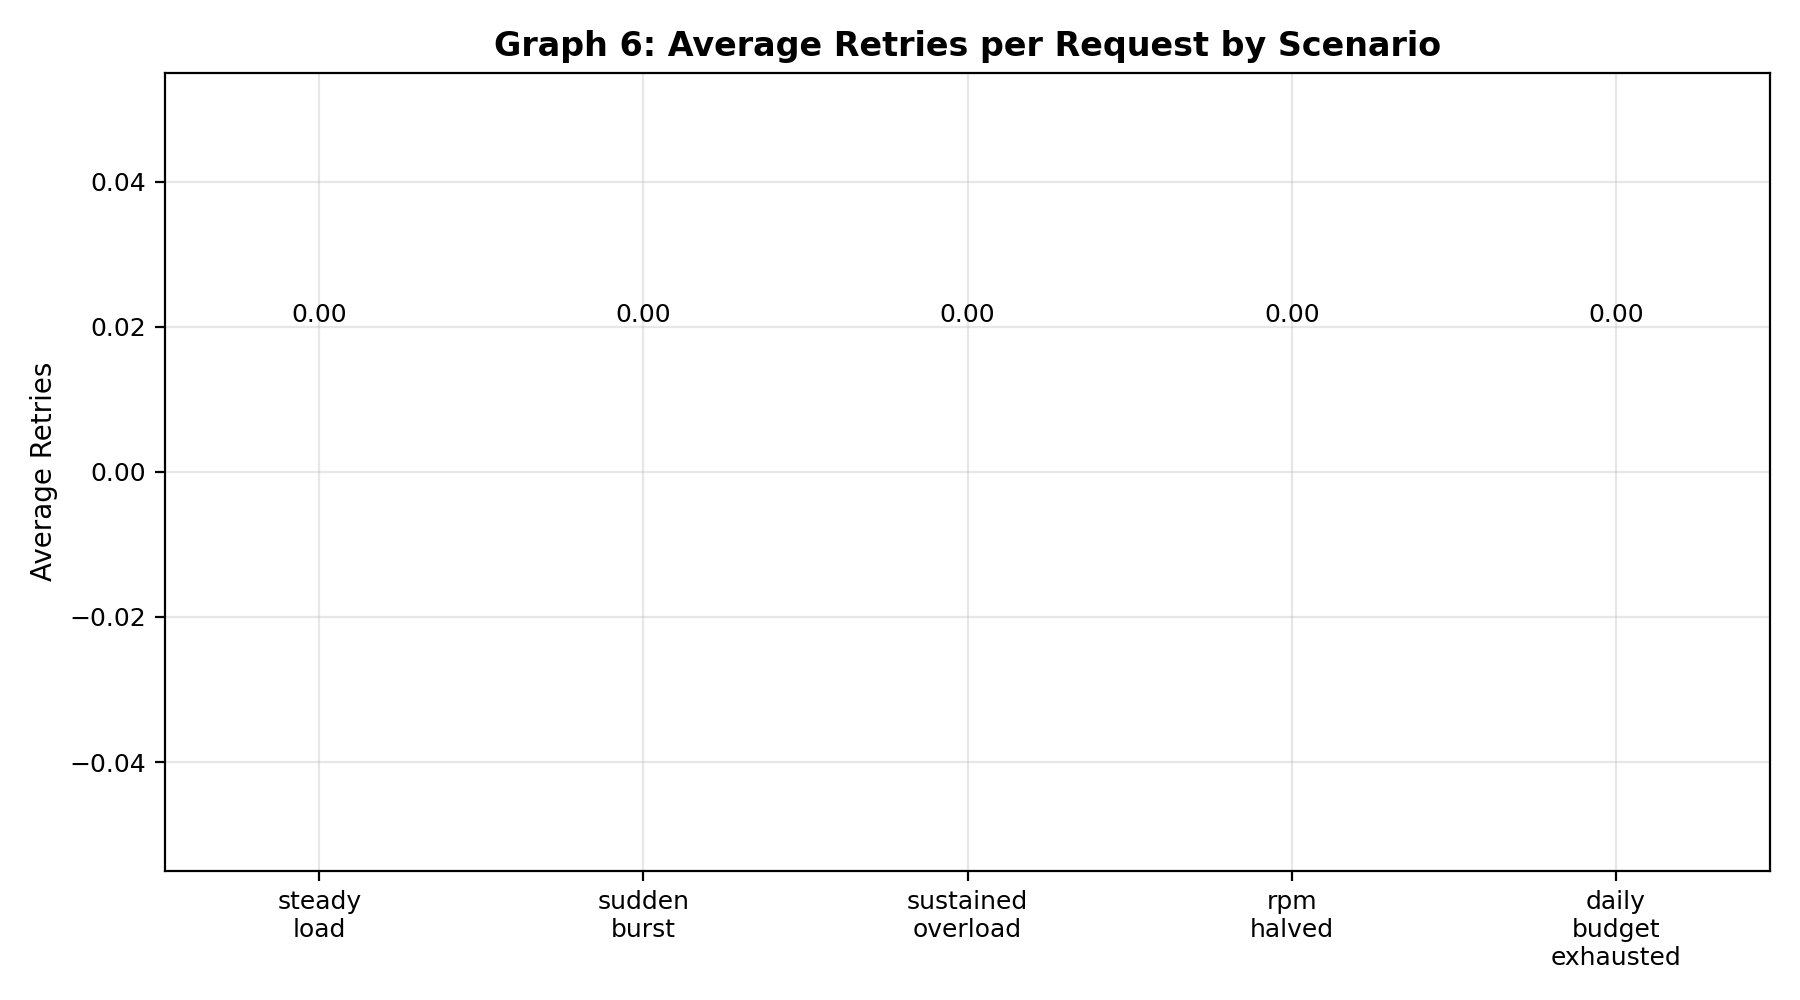 Graph 6: Average Retries per Request by Scenario
Average Retries
0.04
0.02
0.00
−0.02
−0.04
0.00 0.00 0.00 0.00 0.00
steady
load
sudden
burst
sustained
overload
rpm
halved
daily
budget
exhausted